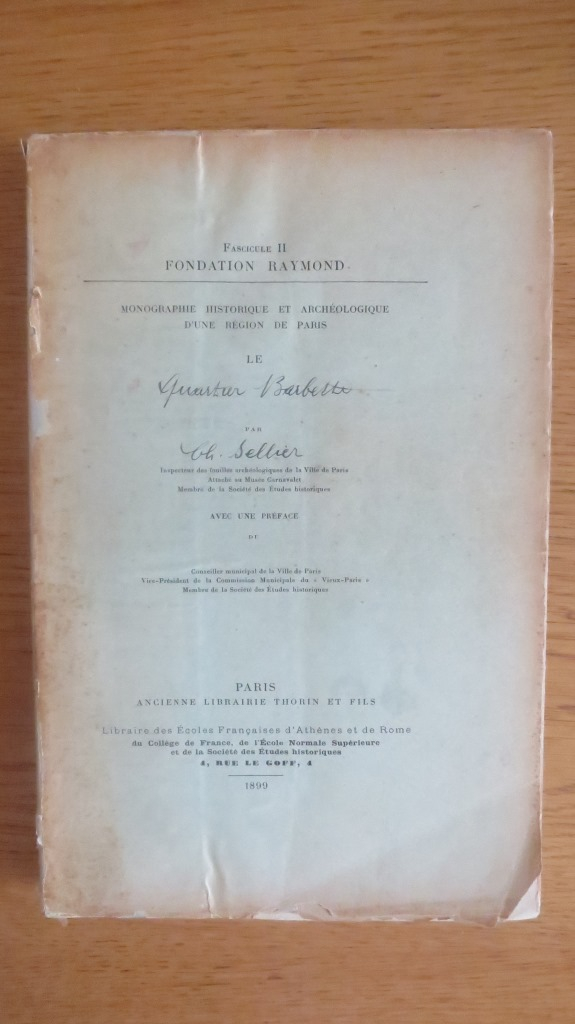 Fascicule II
FONDATION RAYMOND
MONOGRAPHIE HISTORIQUE ET ARCHÉOLOGIQUE
D'UNE RÉGION DE PARIS
LE
Quartier Barbette
PAR
Ch. Sellier
Inspecteur des fouilles archéologiques de la Ville de Paris
Attaché au Musée Carnavalet
Membre de la Société des Études historiques
AVEC UNE PRÉFACE
DE
Conseiller municipal de la Ville de Paris
Vice-Président de la Commission Municipale du « Vieux-Paris »
Membre de la Société des Études historiques
PARIS
ANCIENNE LIBRAIRIE THORIN ET FILS
Libraire des Écoles Françaises d'Athènes et de Rome
du Collège de France, de l'École Normale Supérieure
et de la Société des Études historiques
4, RUE LE GOFF, 4
1899